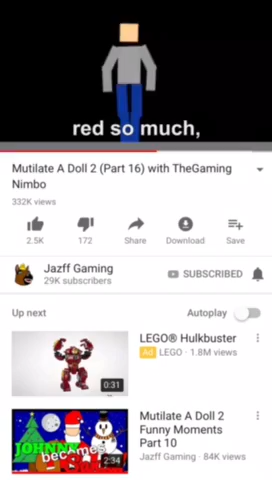 red so much,
Mutilate A Doll 2 (Part 16) with TheGaming
Nimbo
332K views
2.5K
172
Share
Download
Save
Jazff Gaming
29K subscribers
SUBSCRIBED
Up next
Autoplay
0:31
LEGO® Hulkbuster
Ad LEGO · 1.8M views
JOHNNY
becomes
2:34
Mutilate A Doll 2
Funny Moments
Part 10
Jazff Gaming · 84K views